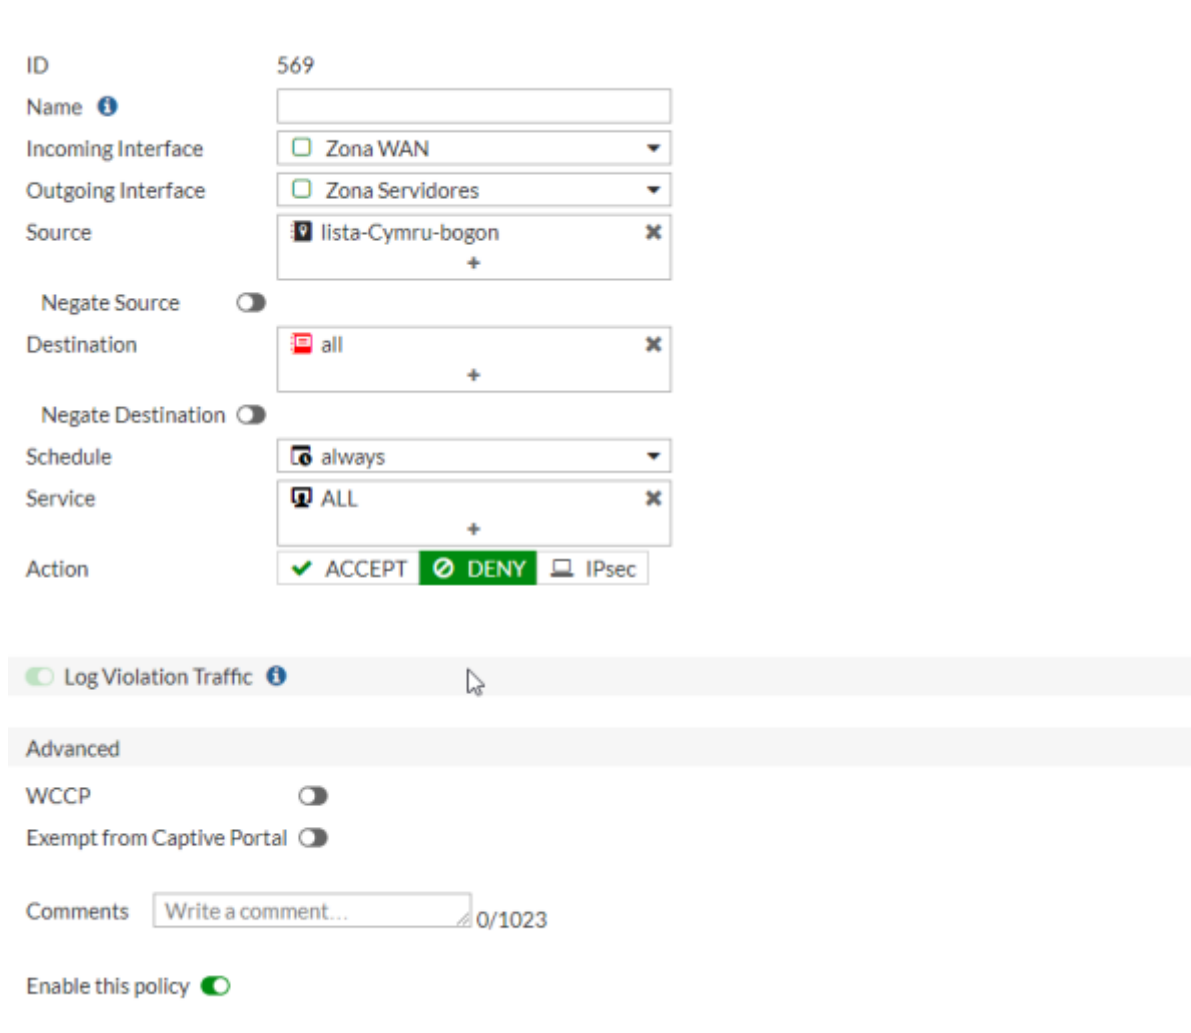 ID 569
Name
Incoming Interface Zona WAN
Outgoing Interface Zona Servidores
Source lista-Cymru-bogon
+
Negate Source
Destination all
+
Negate Destination
Schedule always
Service ALL
+
Action ACCEPT DENY IPsec
Log Violation Traffic
Advanced
WCCP
Exempt from Captive Portal
Comments Write a comment... 0/1023
Enable this policy